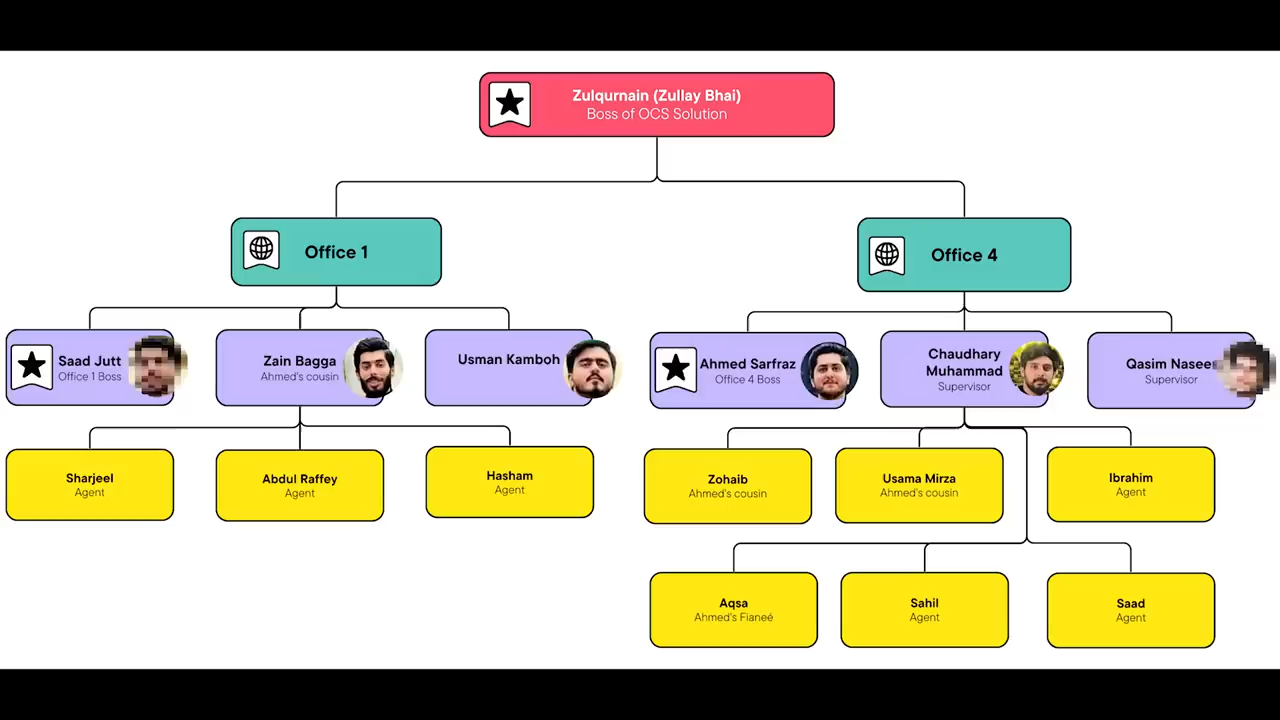 Zulqurnain (Zullay Bhai)
Boss of OCS Solution
Office 1
Office 4
Saad Jutt
Office 1 Boss
Zain Bagga
Ahmed's cousin
Usman Kamboh
Ahmed Sarfraz
Office 4 Boss
Chaudhary
Muhammad
Supervisor
Qasim Nasee
Supervisor
Sharjeel
Agent
Abdul Raffey
Agent
Hasham
Agent
Zohaib
Ahmed's cousin
Usama Mirza
Ahmed's cousin
Ibrahim
Agent
Aqsa
Ahmed's Fianeé
Sahil
Agent
Saad
Agent